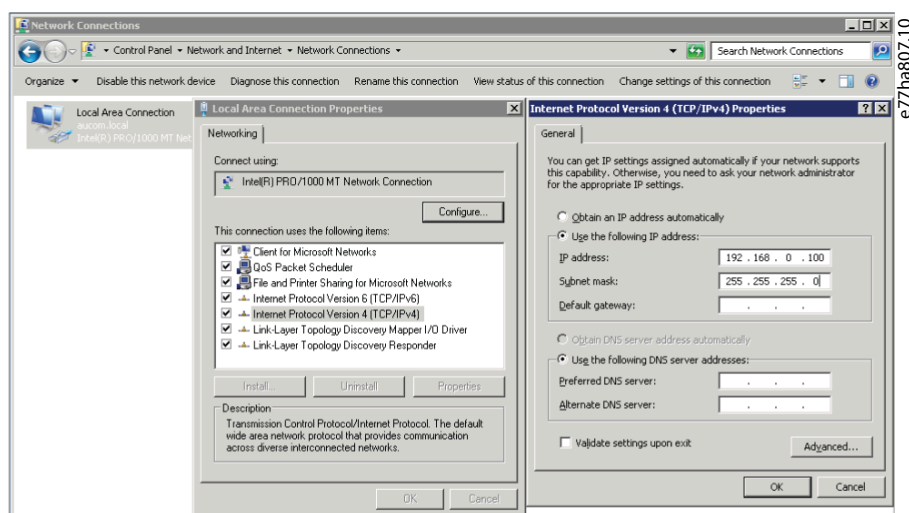 Network Connections
Control Panel Network and Internet Network Connections
Search Network Connections
Organize Disable this network device Diagnose this connection Rename this connection View status of this connection Change settings of this connection
Local Area Connection
aucom.local
Intel(R) PRO/1000 MT Net
Local Area Connection Properties
Networking
Connect using:
Intel(R) PRO/1000 MT Network Connection
Configure...
This connection uses the following items:
Client for Microsoft Networks
QoS Packet Scheduler
File and Printer Sharing for Microsoft Networks
Internet Protocol Version 6 (TCP/IPv6)
Internet Protocol Version 4 (TCP/IPv4)
Link-Layer Topology Discovery Mapper I/O Driver
Link-Layer Topology Discovery Responder
Install...
Uninstall
Properties
Description
Transmission Control Protocol/Internet Protocol. The default
wide area network protocol that provides communication
across diverse interconnected networks.
OK
Cancel
Internet Protocol Version 4 (TCP/IPv4) Properties
General
You can get IP settings assigned automatically if your network supports
this capability. Otherwise, you need to ask your network administrator
for the appropriate IP settings.
Obtain an IP address automatically
Use the following IP address:
IP address: 192 . 168 . 0 . 100
Subnet mask: 255 . 255 . 255 . 0
Default gateway: . . .
Obtain DNS server address automatically
Use the following DNS server addresses:
Preferred DNS server: . . .
Alternate DNS server: . . .
Validate settings upon exit
Advanced...
OK
Cancel
e77ha807.10